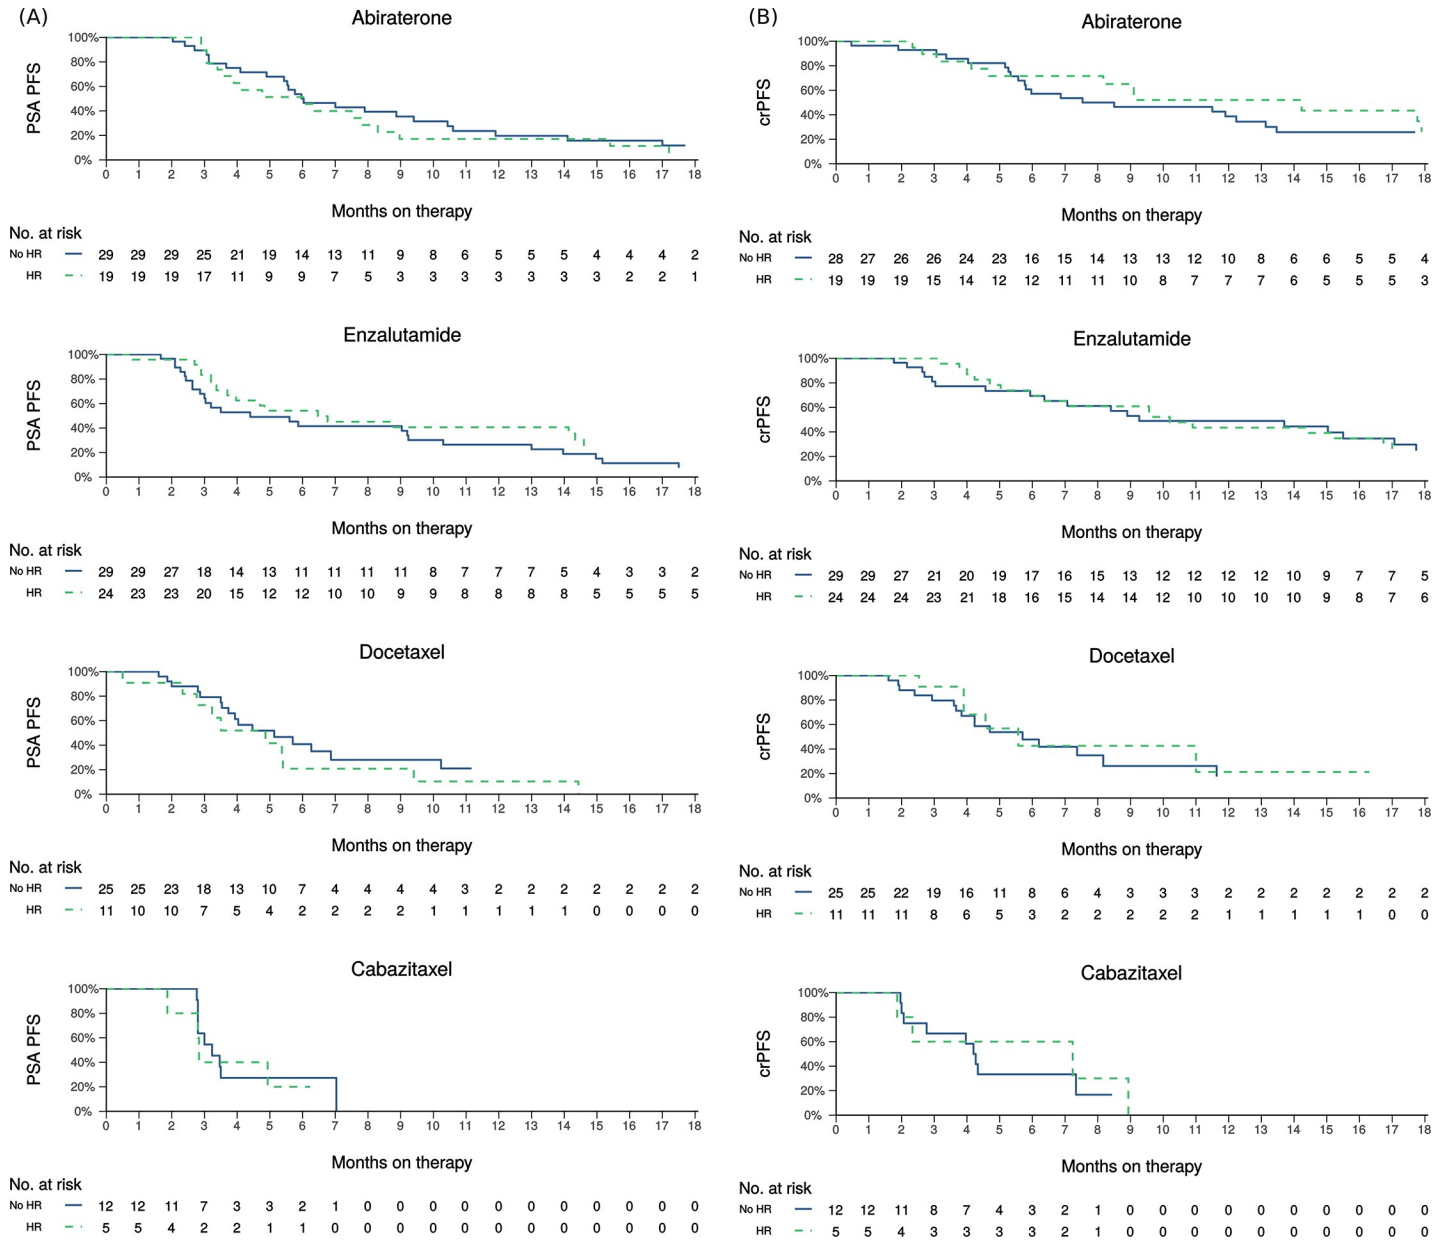 (A)
Abiraterone
PSA PFS
100%
80%
60%
40%
20%
0%
0 1 2 3 4 5 6 7 8 9 10 11 12 13 14 15 16 17 18
Months on therapy
No. at risk
No HR 29 29 29 25 21 19 14 13 11 9 8 6 5 5 5 4 4 4 2
HR 19 19 19 17 11 9 9 7 5 3 3 3 3 3 3 3 2 2 1
Enzalutamide
PSA PFS
100%
80%
60%
40%
20%
0%
0 1 2 3 4 5 6 7 8 9 10 11 12 13 14 15 16 17 18
Months on therapy
No. at risk
No HR 29 29 27 18 14 13 11 11 11 11 8 7 7 7 5 4 3 3 2
HR 24 23 23 20 15 12 12 10 10 9 9 8 8 8 8 5 5 5 5
Docetaxel
PSA PFS
100%
80%
60%
40%
20%
0%
0 1 2 3 4 5 6 7 8 9 10 11 12 13 14 15 16 17 18
Months on therapy
No. at risk
No HR 25 25 23 18 13 10 7 4 4 4 4 3 2 2 2 2 2 2 2
HR 11 10 10 7 5 4 2 2 2 2 1 1 1 1 1 0 0 0 0
Cabazitaxel
PSA PFS
100%
80%
60%
40%
20%
0%
0 1 2 3 4 5 6 7 8 9 10 11 12 13 14 15 16 17 18
Months on therapy
No. at risk
No HR 12 12 11 7 3 3 2 1 0 0 0 0 0 0 0 0 0 0 0
HR 5 5 4 2 2 1 1 0 0 0 0 0 0 0 0 0 0 0 0
(B)
Abiraterone
crPFS
100%
80%
60%
40%
20%
0%
0 1 2 3 4 5 6 7 8 9 10 11 12 13 14 15 16 17 18
Months on therapy
No. at risk
No HR 28 27 26 26 24 23 16 15 14 13 13 12 10 8 6 6 5 5 4
HR 19 19 19 15 14 12 12 11 11 10 8 7 7 7 6 5 5 5 3
Enzalutamide
crPFS
100%
80%
60%
40%
20%
0%
0 1 2 3 4 5 6 7 8 9 10 11 12 13 14 15 16 17 18
Months on therapy
No. at risk
No HR 29 29 27 21 20 19 17 16 15 13 12 12 12 12 10 9 7 7 5
HR 24 24 24 23 21 18 16 15 14 14 12 10 10 10 10 9 8 7 6
Docetaxel
crPFS
100%
80%
60%
40%
20%
0%
0 1 2 3 4 5 6 7 8 9 10 11 12 13 14 15 16 17 18
Months on therapy
No. at risk
No HR 25 25 22 19 16 11 8 6 4 3 3 3 2 2 2 2 2 2 2
HR 11 11 11 8 6 5 3 2 2 2 2 2 1 1 1 1 1 0 0
Cabazitaxel
crPFS
100%
80%
60%
40%
20%
0%
0 1 2 3 4 5 6 7 8 9 10 11 12 13 14 15 16 17 18
Months on therapy
No. at risk
No HR 12 12 11 8 7 4 3 2 1 0 0 0 0 0 0 0 0 0 0
HR 5 5 4 3 3 3 3 2 1 0 0 0 0 0 0 0 0 0 0